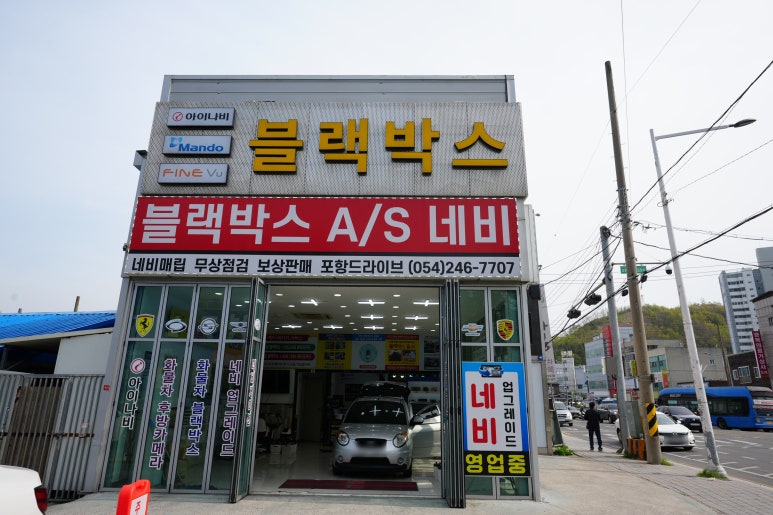 아이나비
Mando
FINEVu
블랙박스
블랙박스 A/S 네비
네비매립 무상점검 보상판매 포항드라이브 (054)246-7707
아이나비
화물차 후방카메라
화물차 블랙박스
네비 업그레이드
네비
업그레이드
영업중